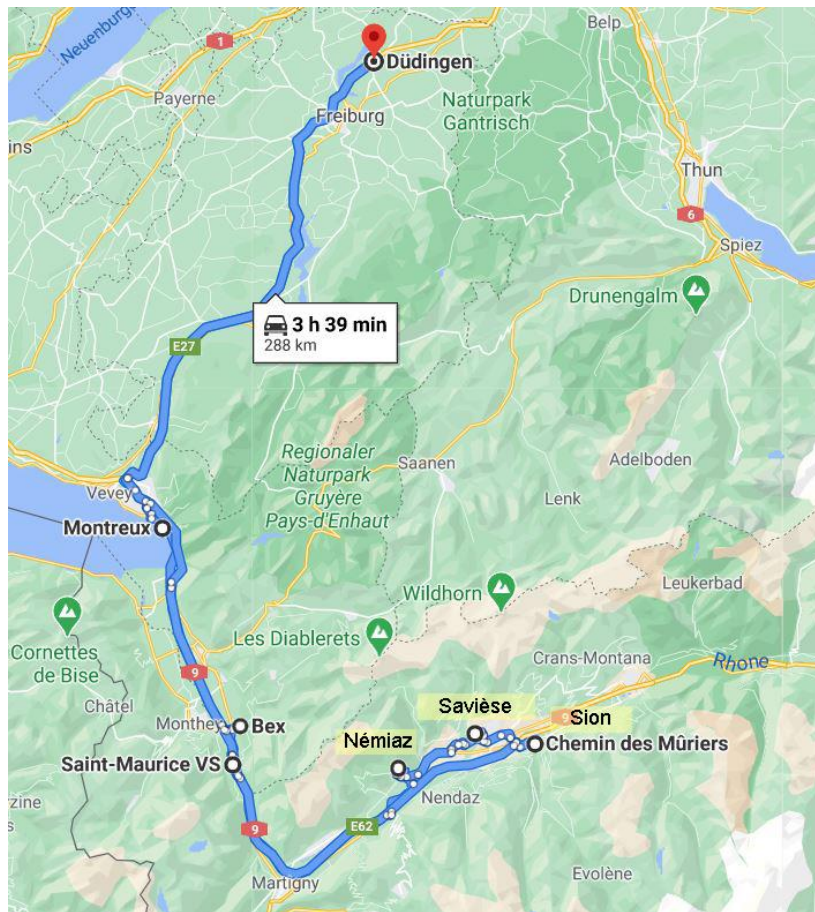 Neuenburg
1
Belp
Düdingen
Payerne
Freiburg
Naturpark
Gantrisch
ins
Thun
6
Spiez
Drunengalm
3 h 39 min
288 km
E27
Regionaler
Naturpark
Gruyère
Pays-d'Enhaut
Saanen
Adelboden
Vevey
Lenk
Montreux
Wildhorn
Leukerbad
Cornettes
de Bise
Les Diablerets
Crans-Montana
Rhone
9
Châtel
Savièse
Sion
Monthey
Bex
Némiaz
Chemin des Mûriers
Saint-Maurice VS
Nendaz
rzine
9
E62
Martigny
Evolène
s